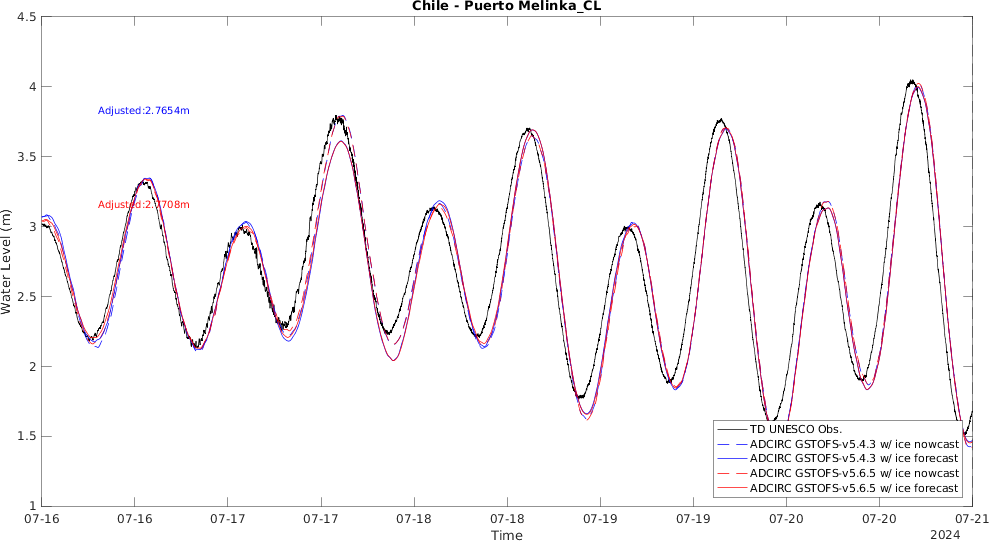 Chile - Puerto Melinka_CL
4.5
4
3.5
3
2.5
2
1.5
1
Water Level (m)
Adjusted:2.7654m
Adjusted:2.7708m
TD UNESCO Obs.
ADCIRC GSTOFS-v5.4.3 w/ ice nowcast
ADCIRC GSTOFS-v5.4.3 w/ ice forecast
ADCIRC GSTOFS-v5.6.5 w/ ice nowcast
ADCIRC GSTOFS-v5.6.5 w/ ice forecast
07-16 07-16 07-17 07-17 07-18 07-18 07-19 07-19 07-20 07-20 07-21
Time
2024